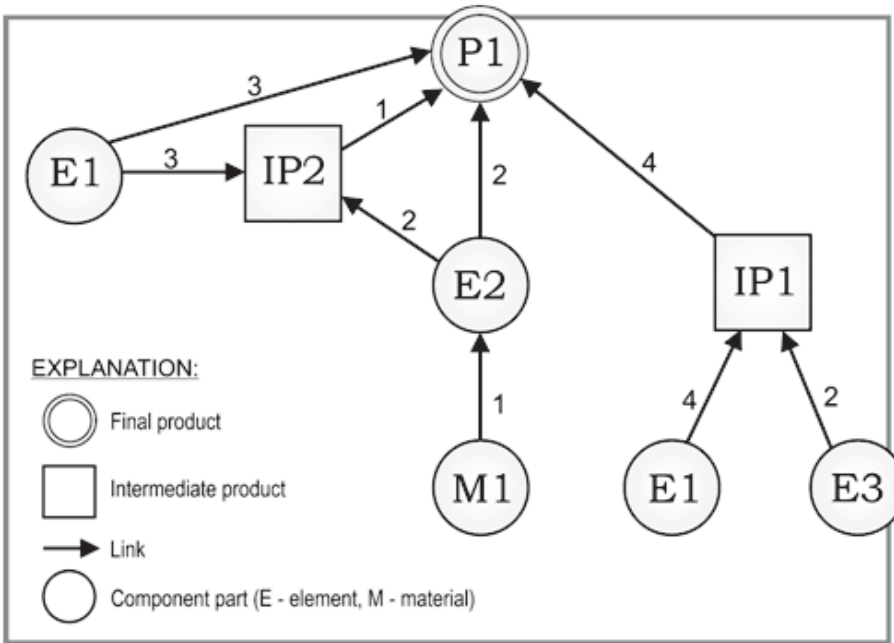 P1
3
1
E1
3
IP2
2
4
2
E2
IP1
EXPLANATION:
Final product
1
4
2
Intermediate product
M1
E1
E3
Link
Component part (E - element, M - material)